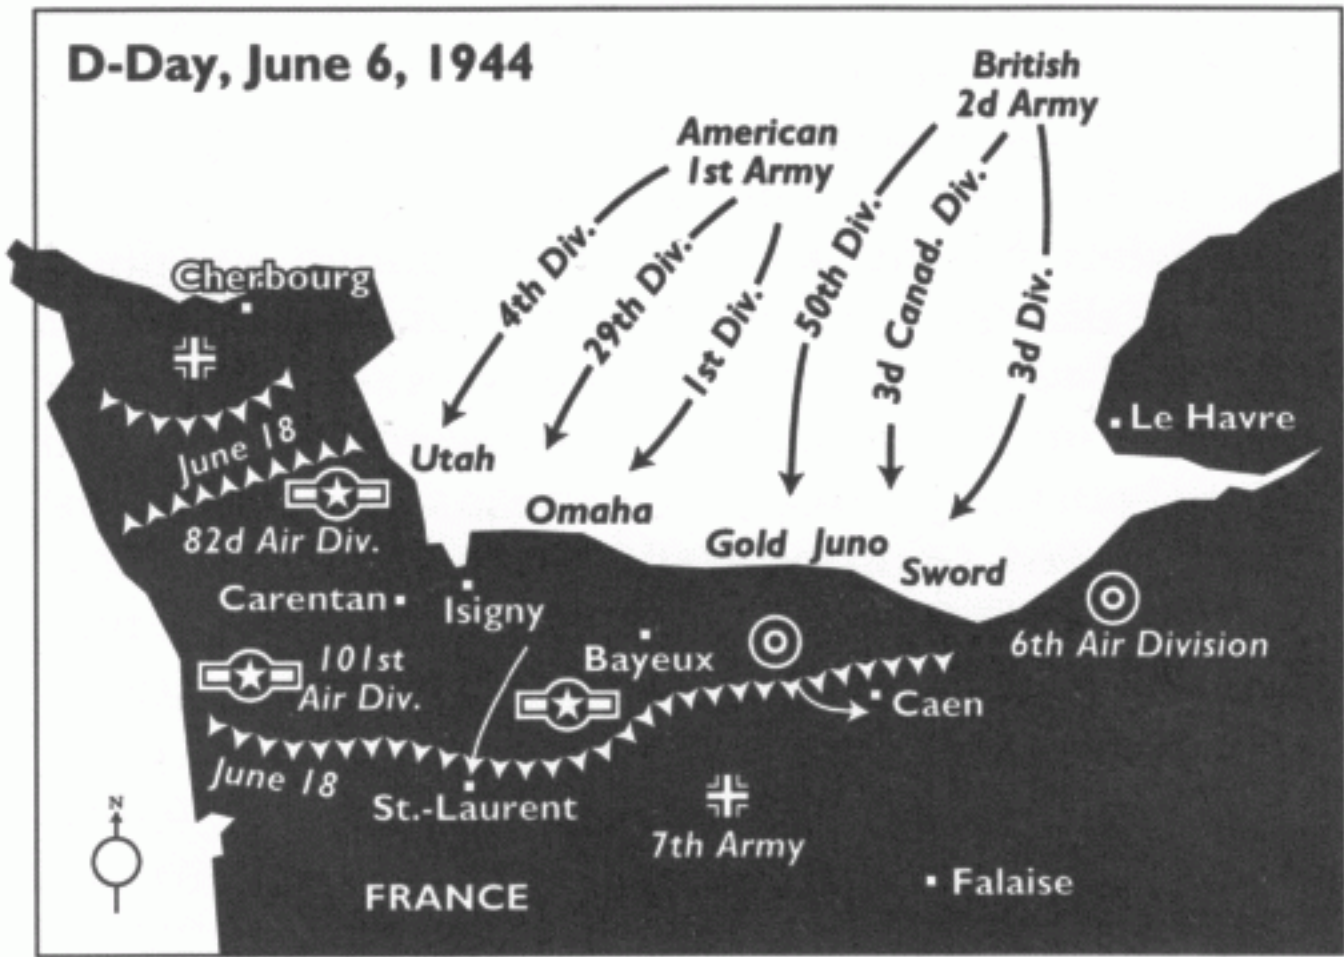 D-Day, June 6, 1944
British
2d Army
American
1st Army
4th Div.
29th Div.
1st Div.
50th Div.
3d Canad. Div.
3d Div.
Cherbourg
Le Havre
June 18
Utah
Omaha
Gold
Juno
Sword
82d Air Div.
Carentan
Isigny
Bayeux
6th Air Division
101st
Air Div.
Caen
June 18
St.-Laurent
7th Army
N
FRANCE
Falaise